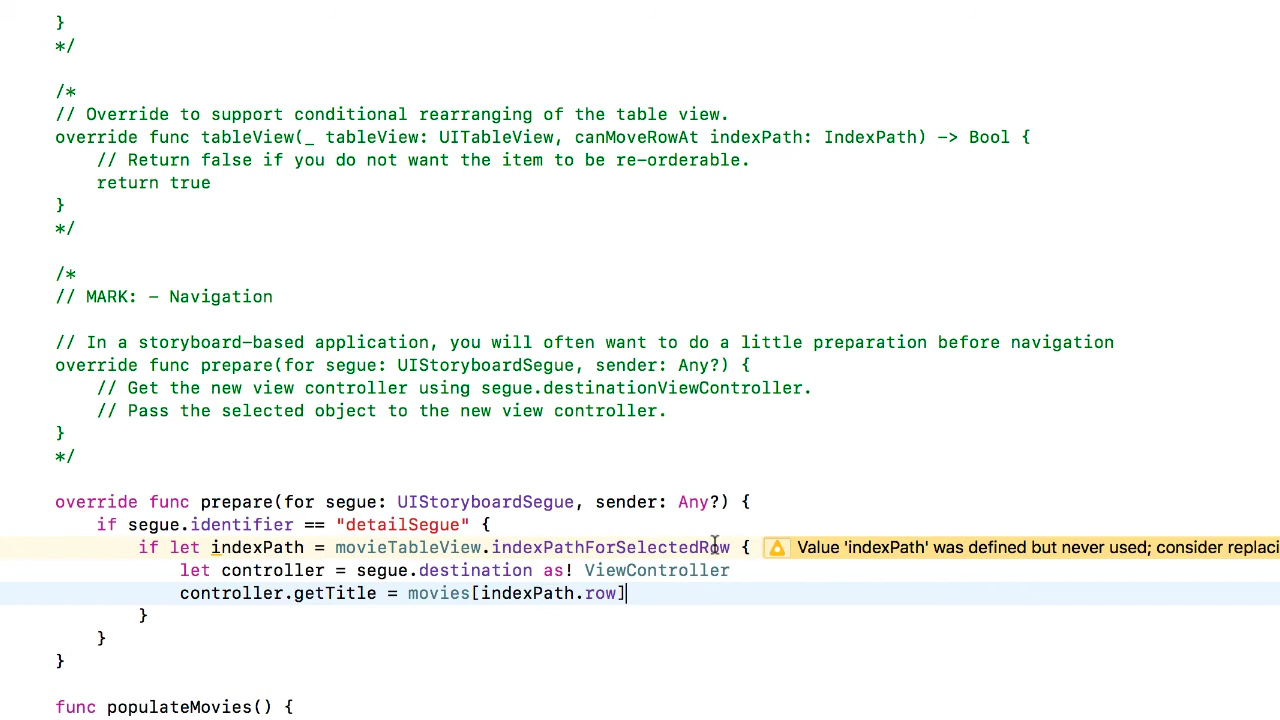 }
*/
/*
// Override to support conditional rearranging of the table view.
override func tableView(_ tableView: UITableView, canMoveRowAt indexPath: IndexPath) -> Bool {
// Return false if you do not want the item to be re-orderable.
return true
}
*/
/*
// MARK: - Navigation
// In a storyboard-based application, you will often want to do a little preparation before navigation
override func prepare(for segue: UIStoryboardSegue, sender: Any?) {
// Get the new view controller using segue.destinationViewController.
// Pass the selected object to the new view controller.
}
*/
override func prepare(for segue: UIStoryboardSegue, sender: Any?) {
if segue.identifier == "detailSegue" {
if let indexPath = movieTableView.indexPathForSelectedRow { Value 'indexPath' was defined but never used; consider replaci
let controller = segue.destination as! ViewController
controller.getTitle = movies[indexPath.row]
}
}
}
func populateMovies() {